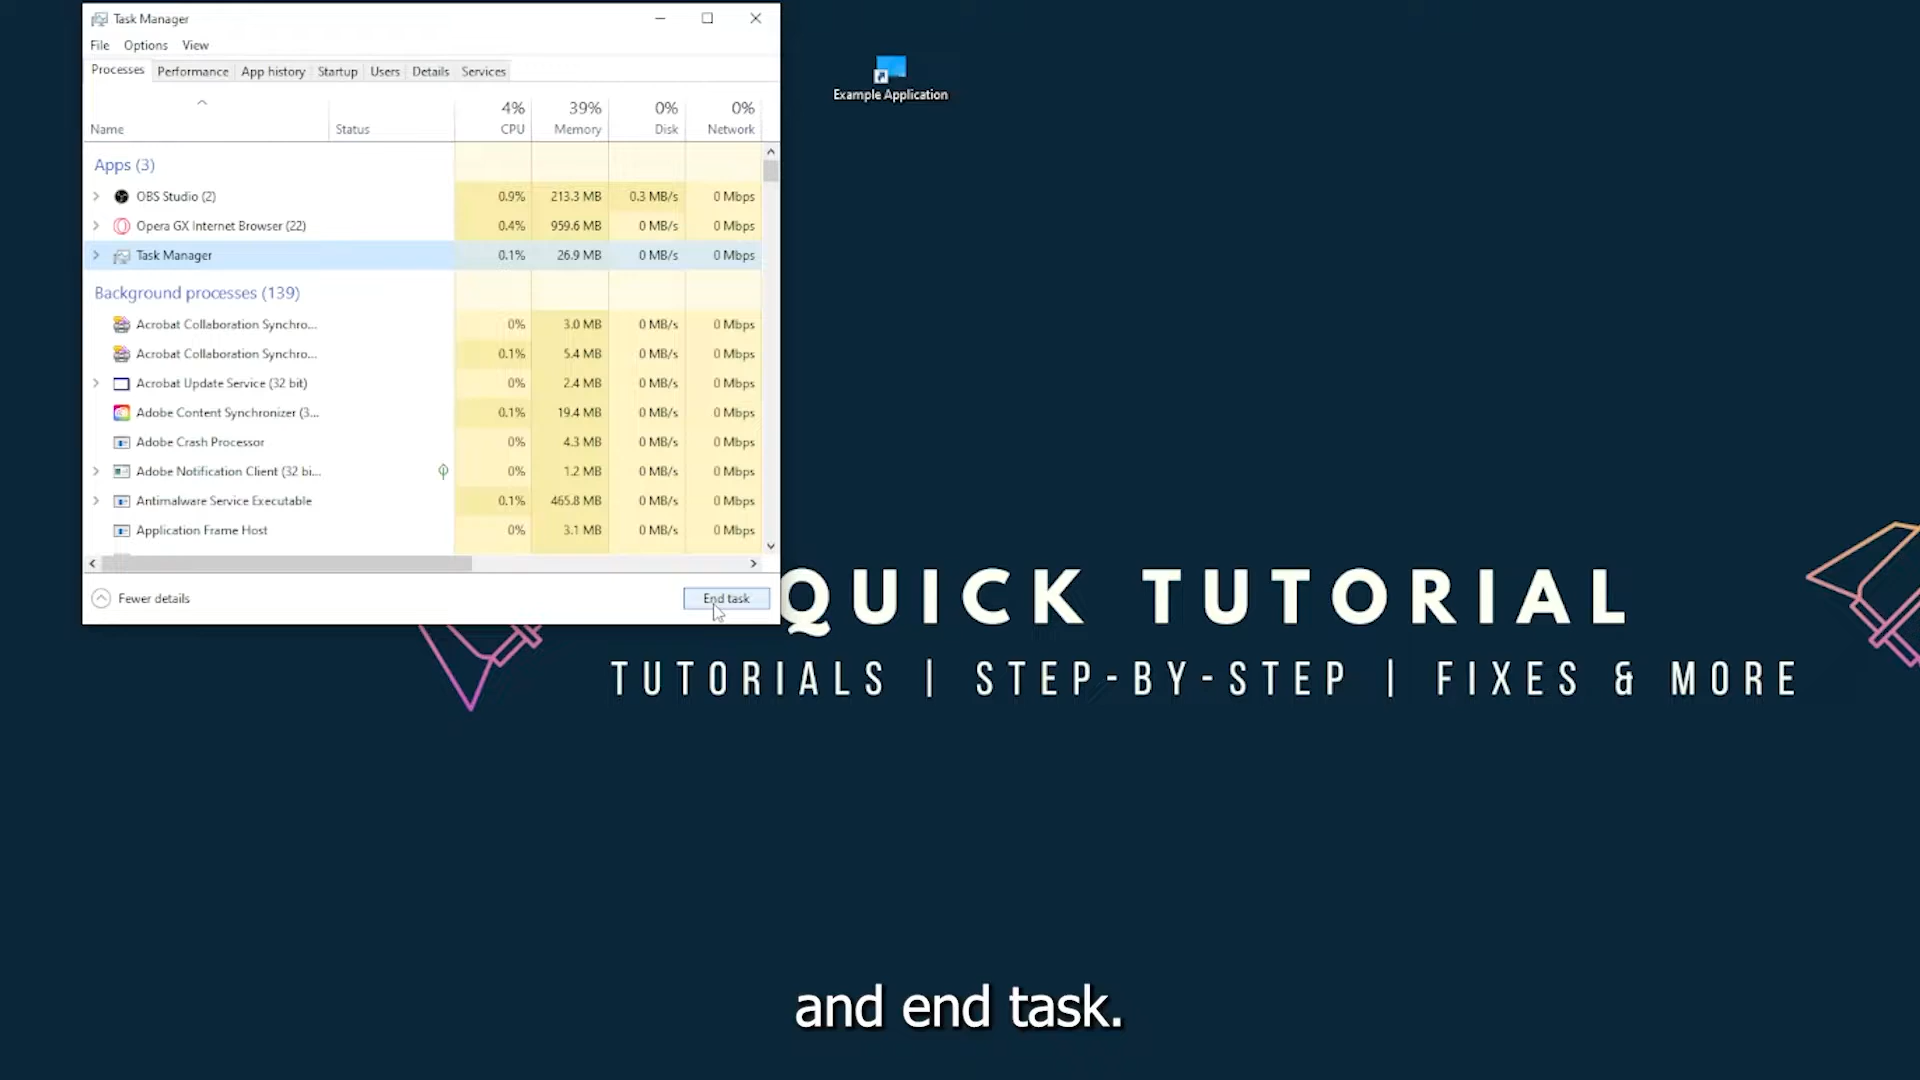 Task Manager
File Options View
Processes Performance App history Startup Users Details Services
4% 39% 0% 0%
Name Status CPU Memory Disk Network
Apps (3)
OBS Studio (2) 0.9% 213.3 MB 0.3 MB/s 0 Mbps
Opera GX Internet Browser (22) 0.4% 959.6 MB 0 MB/s 0 Mbps
Task Manager 0.1% 26.9 MB 0 MB/s 0 Mbps
Background processes (139)
Acrobat Collaboration Synchro... 0% 3.0 MB 0 MB/s 0 Mbps
Acrobat Collaboration Synchro... 0.1% 5.4 MB 0 MB/s 0 Mbps
Acrobat Update Service (32 bit) 0% 2.4 MB 0 MB/s 0 Mbps
Adobe Content Synchronizer (3... 0.1% 19.4 MB 0 MB/s 0 Mbps
Adobe Crash Processor 0% 4.3 MB 0 MB/s 0 Mbps
Adobe Notification Client (32 bi... 0% 1.2 MB 0 MB/s 0 Mbps
Antimalware Service Executable 0.1% 465.8 MB 0 MB/s 0 Mbps
Application Frame Host 0% 3.1 MB 0 MB/s 0 Mbps
Fewer details End task
Example Application
QUICK TUTORIAL
TUTORIALS | STEP-BY-STEP | FIXES & MORE
and end task.